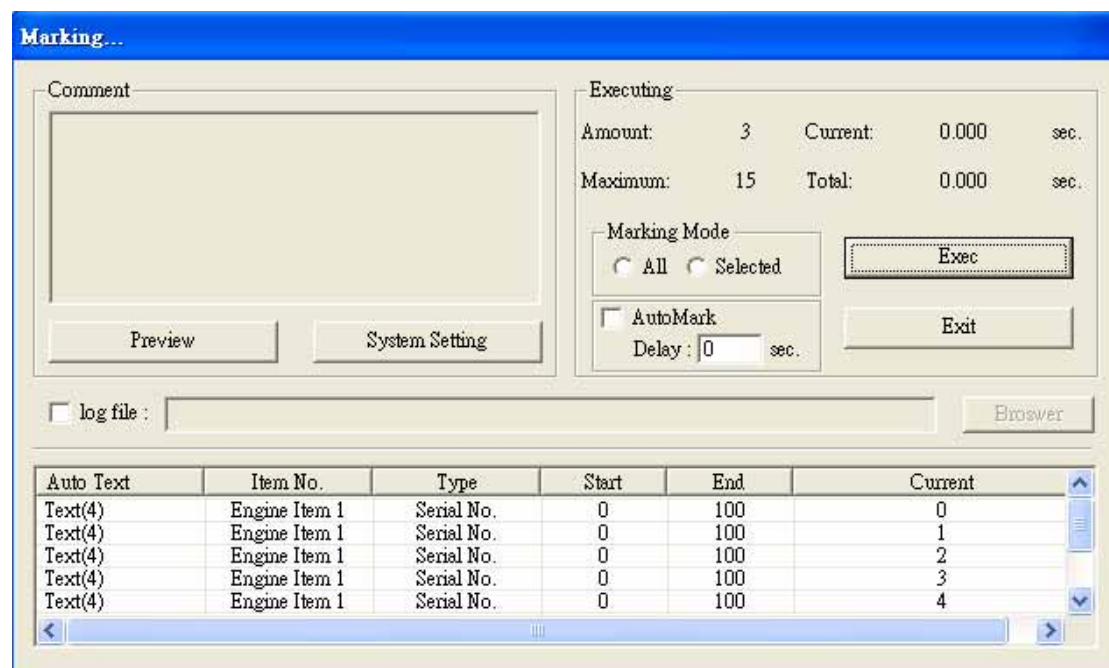 Marking...
Comment
Preview
System Setting
Executing
Amount: 3 Current: 0.000 sec.
Maximum: 15 Total: 0.000 sec.
Marking Mode
All Selected
AutoMark
Delay : 0 sec.
Exec
Exit
log file :
Broswer
Auto Text Item No. Type Start End Current
Text(4) Engine Item 1 Serial No. 0 100 0
Text(4) Engine Item 1 Serial No. 0 100 1
Text(4) Engine Item 1 Serial No. 0 100 2
Text(4) Engine Item 1 Serial No. 0 100 3
Text(4) Engine Item 1 Serial No. 0 100 4